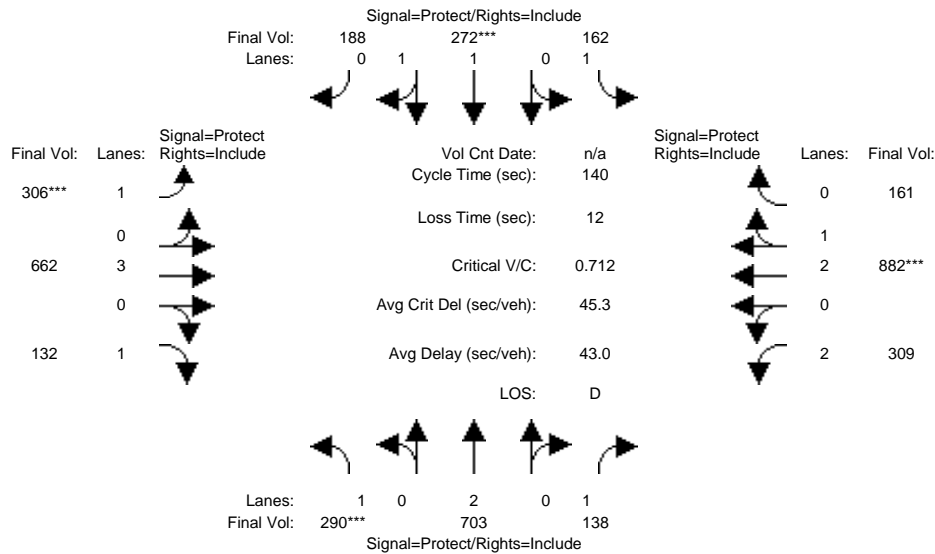 Signal=Protect/Rights=Include
Final Vol: 188 272*** 162
Lanes: 0 1 1 0 1
Signal=Protect
Final Vol: Lanes: Rights=Include
Vol Cnt Date: n/a
Signal=Protect
Rights=Include Lanes: Final Vol:
Cycle Time (sec): 140
306*** 1
0 161
Loss Time (sec): 12
0
1
662 3
Critical V/C: 0.712
2 882***
0
Avg Crit Del (sec/veh): 45.3
0
132 1
Avg Delay (sec/veh): 43.0
2 309
LOS: D
Lanes: 1 0 2 0 1
Final Vol: 290*** 703 138
Signal=Protect/Rights=Include